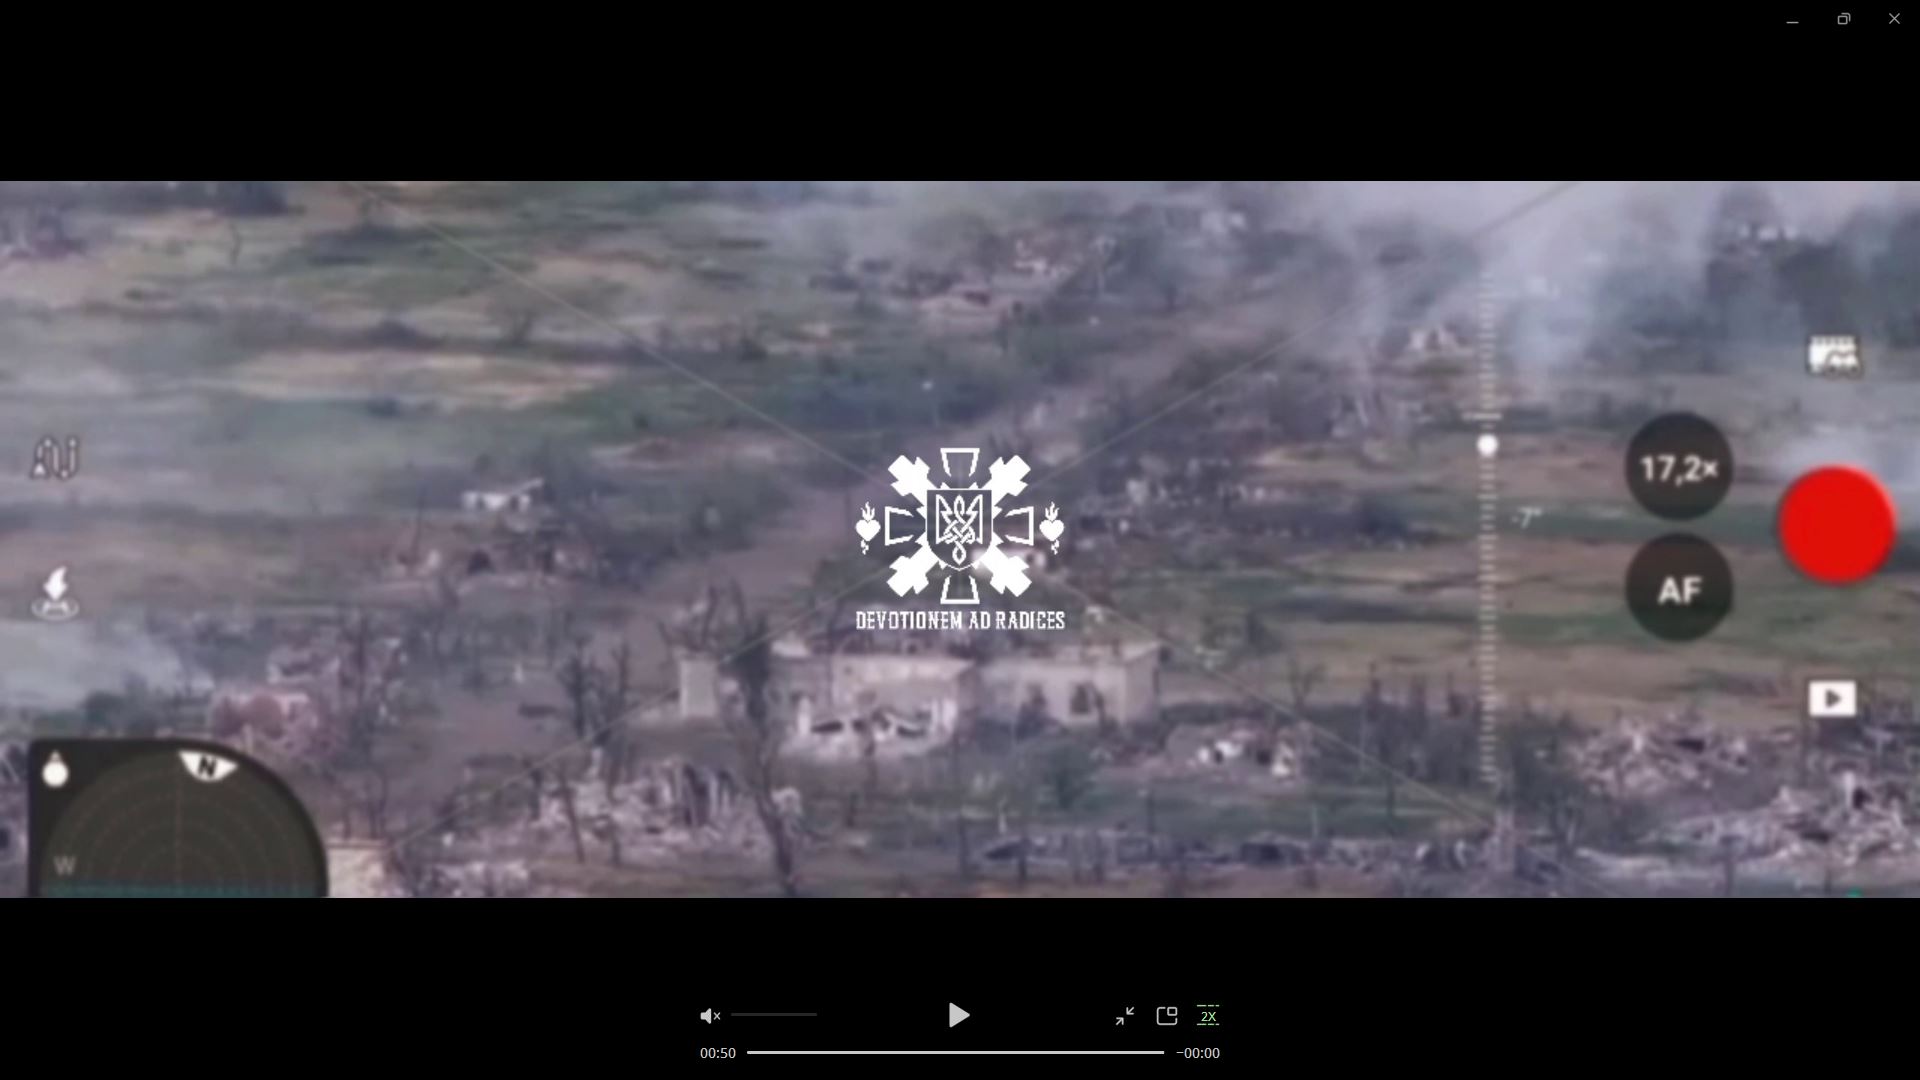 17,2×
-7°
AF
DEVOTIONEM AD RADICES
N
W
2X
00:50
−00:00